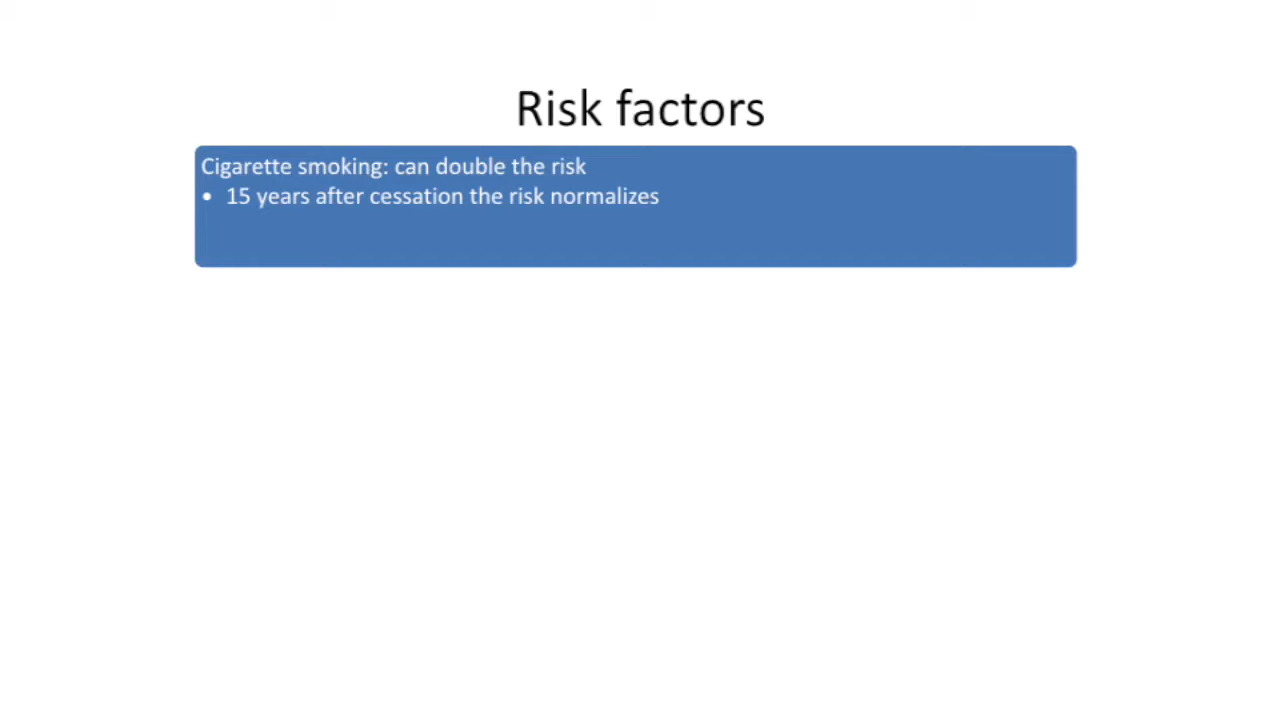 Risk factors
Cigarette smoking: can double the risk
• 15 years after cessation the risk normalizes